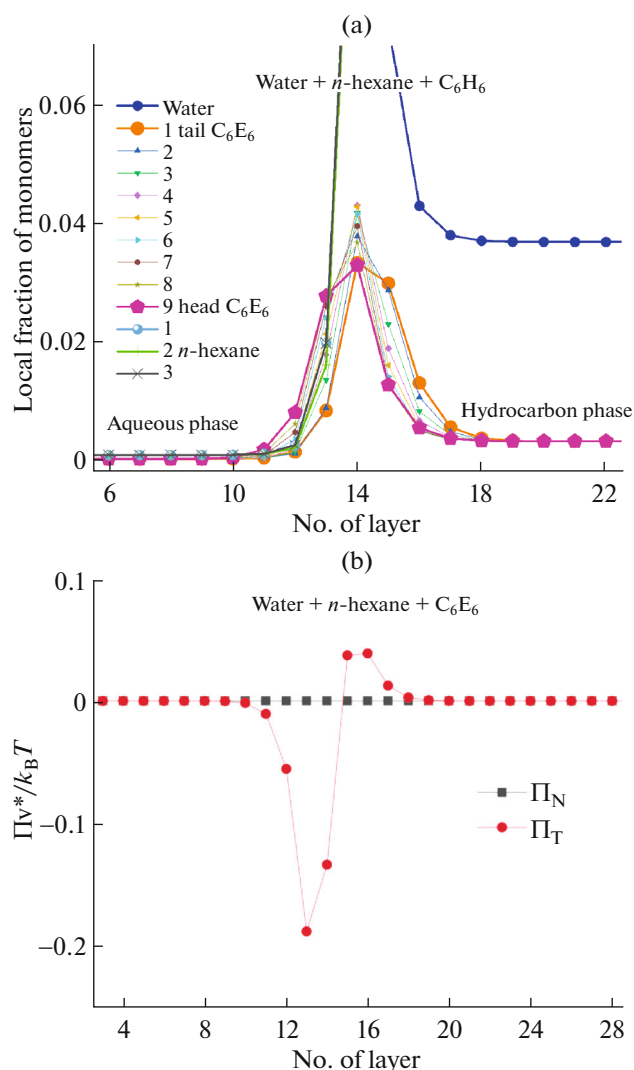 (a)
Water + n-hexane + C6H6
0.06
Water
1 tail C6E6
2
3
4
5
6
7
8
9 head C6E6
1
2 n-hexane
3
0.04
0.02
0
Local fraction of monomers
Aqueous phase
Hydrocarbon phase
6
10
14
18
22
No. of layer
(b)
Water + n-hexane + C6E6
0.1
0
−0.1
−0.2
Πv*/kBT
ΠN
ΠT
4
8
12
16
20
24
28
No. of layer